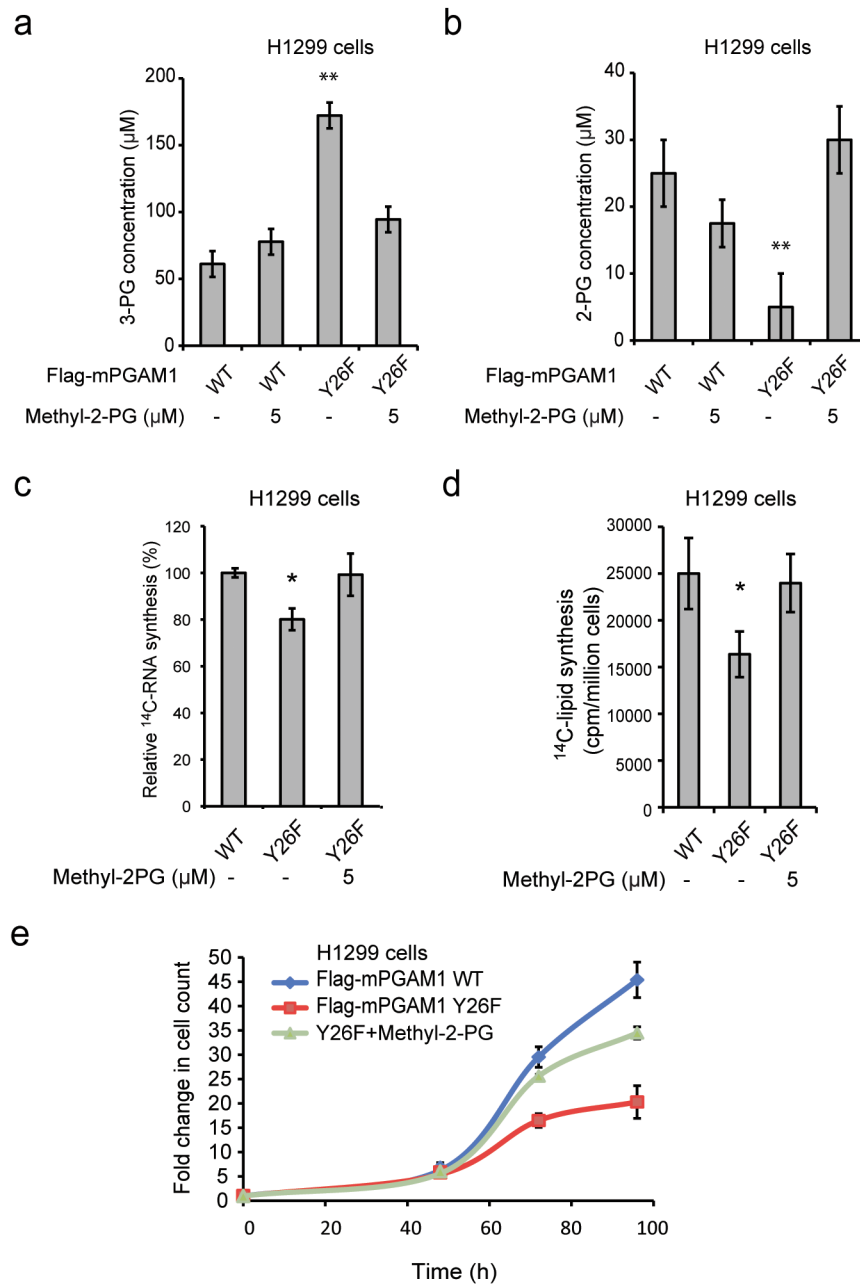 a
H1299 cells
200
**
150
100
50
0
3-PG concentration (µM)
Flag-mPGAM1
WT
WT
Y26F
Y26F
Methyl-2-PG (µM)
-
5
-
5
b
H1299 cells
40
30
20
**
10
0
2-PG concentration (µM)
Flag-mPGAM1
WT
WT
Y26F
Y26F
Methyl-2-PG (µM)
-
5
-
5
c
H1299 cells
120
100
*
80
60
40
20
0
Relative ¹⁴C-RNA synthesis (%)
WT
Y26F
Y26F
Methyl-2PG (µM)
-
-
5
d
H1299 cells
30000
25000
*
20000
15000
10000
5000
0
¹⁴C-lipid synthesis
(cpm/million cells)
WT
Y26F
Y26F
Methyl-2PG (µM)
-
-
5
e
H1299 cells
Flag-mPGAM1 WT
Flag-mPGAM1 Y26F
Y26F+Methyl-2-PG
50
45
40
35
30
25
20
15
10
5
0
Fold change in cell count
0
20
40
60
80
100
Time (h)